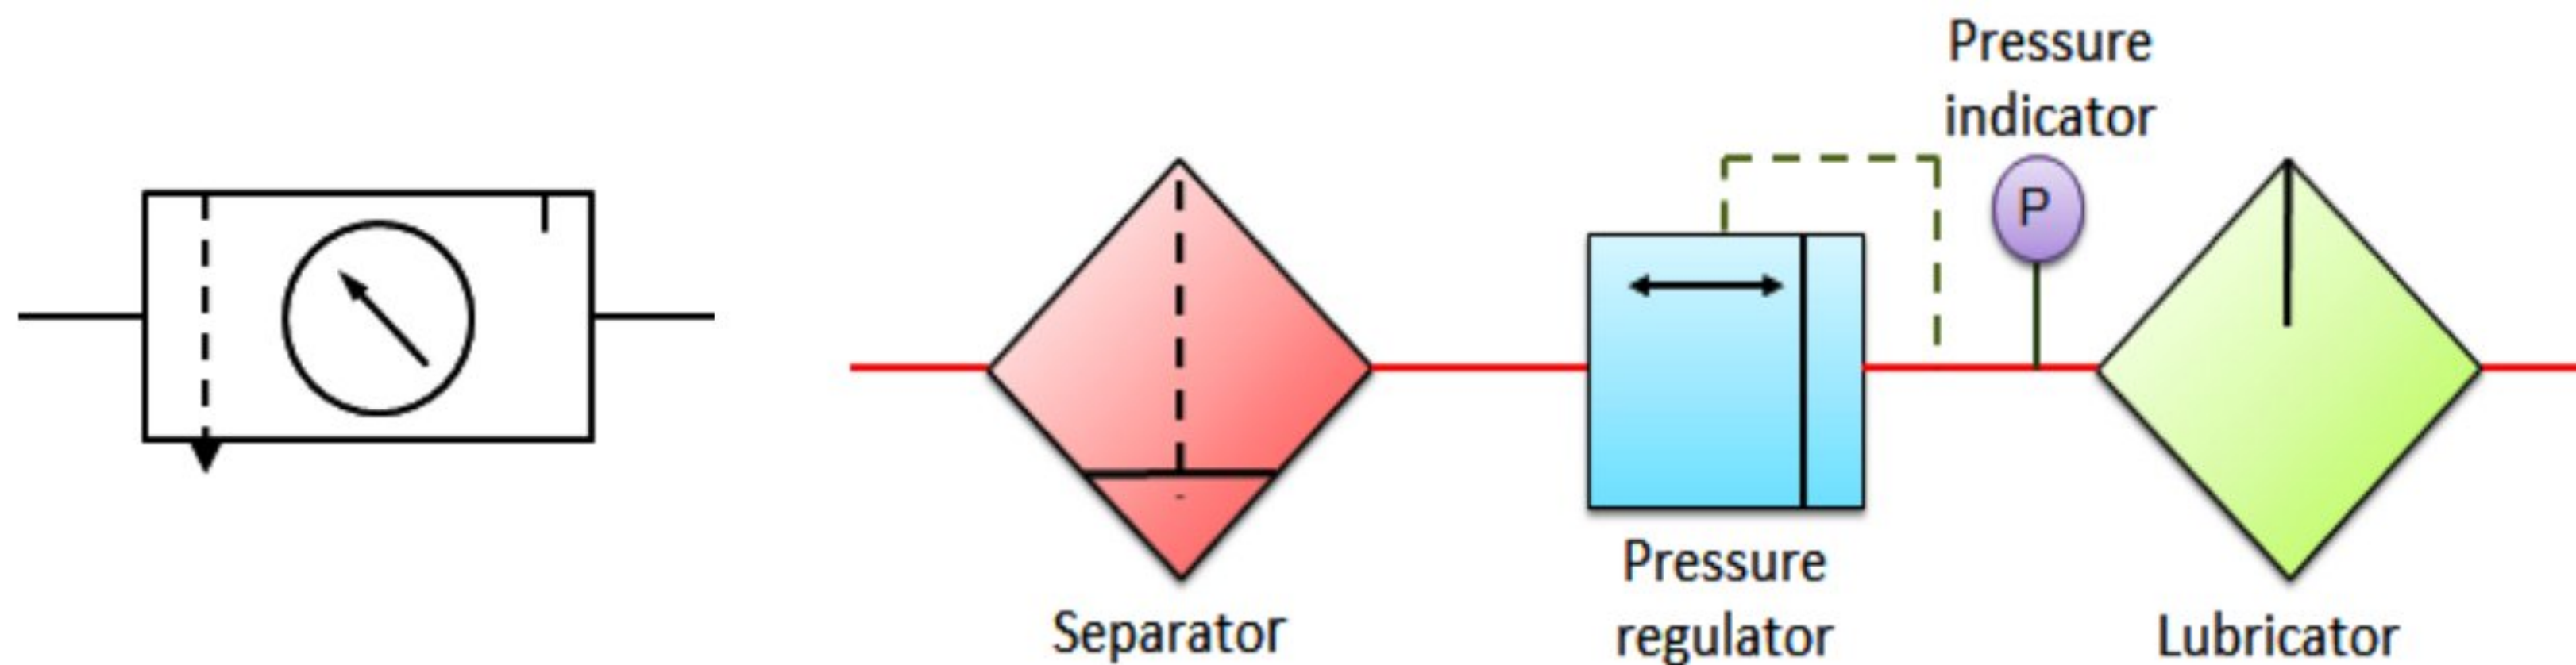 Pressure
indicator
P
Separator
Pressure
regulator
Lubricator